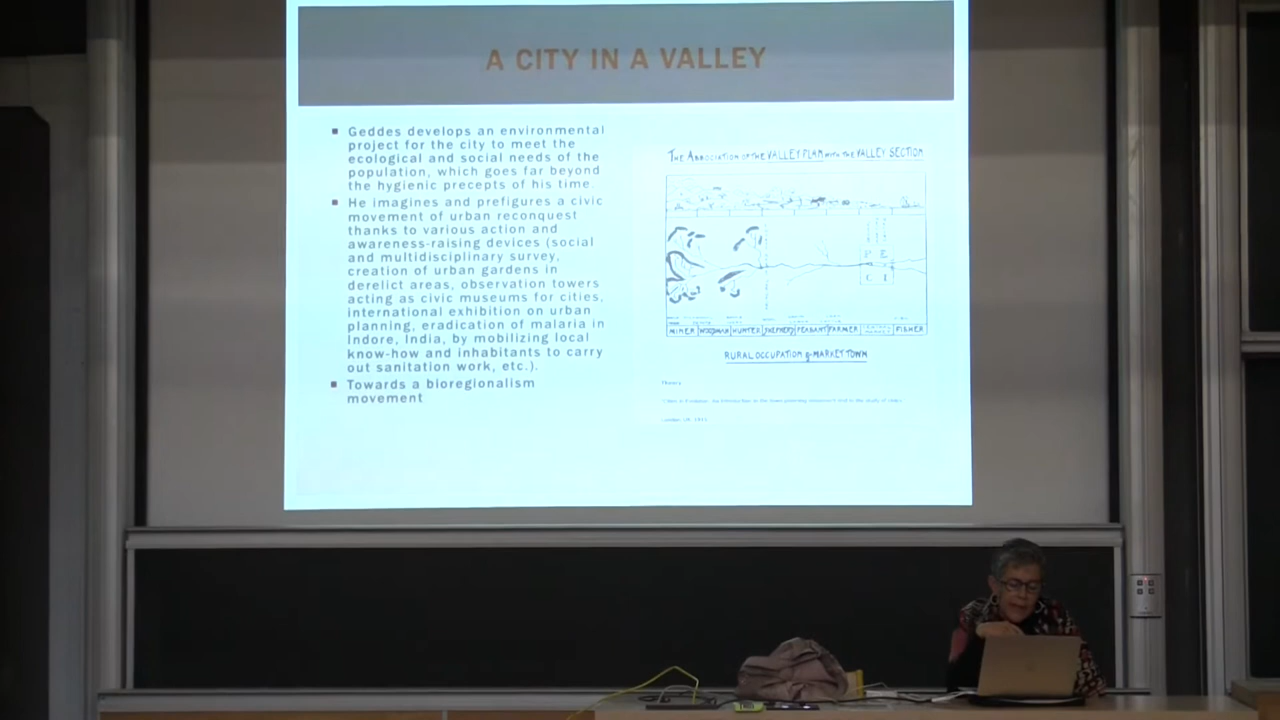 A CITY IN A VALLEY
▪ Geddes develops an environmental
project for the city to meet the
ecological and social needs of the
population, which goes far beyond
the hygienic precepts of his time.
▪ He imagines and prefigures a civic
movement of urban reconquest
thanks to various action and
awareness-raising devices (social
and multidisciplinary survey,
creation of urban gardens in
derelict areas, observation towers
acting as civic museums for cities,
international exhibition on urban
planning, eradication of malaria in
Indore, India, by mobilizing local
know-how and inhabitants to carry
out sanitation work, etc.).
▪ Towards a bioregionalism
movement
THE ASSOCIATION OF THE VALLEY PLAN WITH THE VALLEY SECTION
P E
MINER WOODMAN HUNTER SHEPHERD PEASANT FARMER FISHER
RURAL OCCUPATION & MARKET TOWN